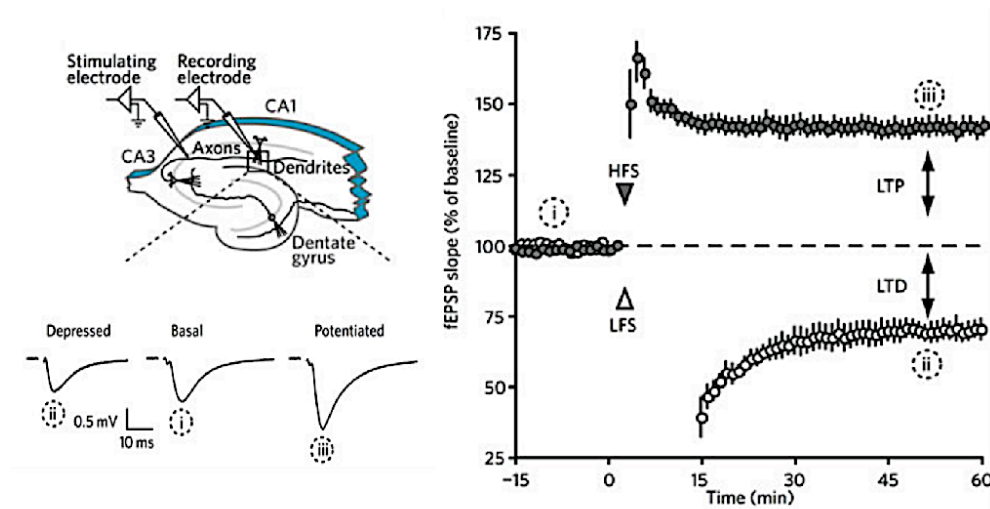 Stimulating
electrode
Recording
electrode
CA1
CA3
Axons
Dendrites
Dentate
gyrus
Depressed
Basal
Potentiated
ii
0.5 mV
10 ms
i
iii
fEPSP slope (% of baseline)
175
150
125
100
75
50
25
i
HFS
LFS
iii
LTP
LTD
ii
-15
0
15
30
45
60
Time (min)